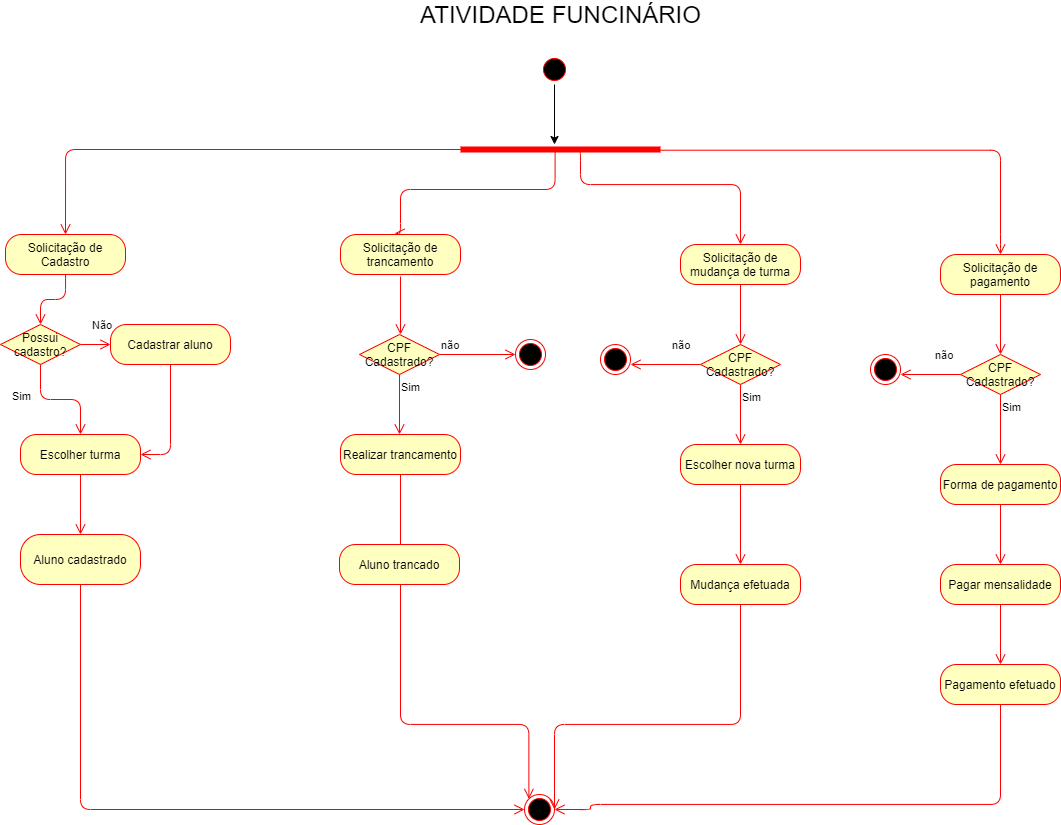 ATIVIDADE FUNCINÁRIO
Solicitação de
Cadastro
Possui
cadastro?
Não
Cadastrar aluno
Sim
Escolher turma
Aluno cadastrado
Solicitação de
trancamento
CPF
Cadastrado?
não
Sim
Realizar trancamento
Aluno trancado
Solicitação de
mudança de turma
CPF
Cadastrado?
não
Sim
Escolher nova turma
Mudança efetuada
Solicitação de
pagamento
CPF
Cadastrado?
não
Sim
Forma de pagamento
Pagar mensalidade
Pagamento efetuado